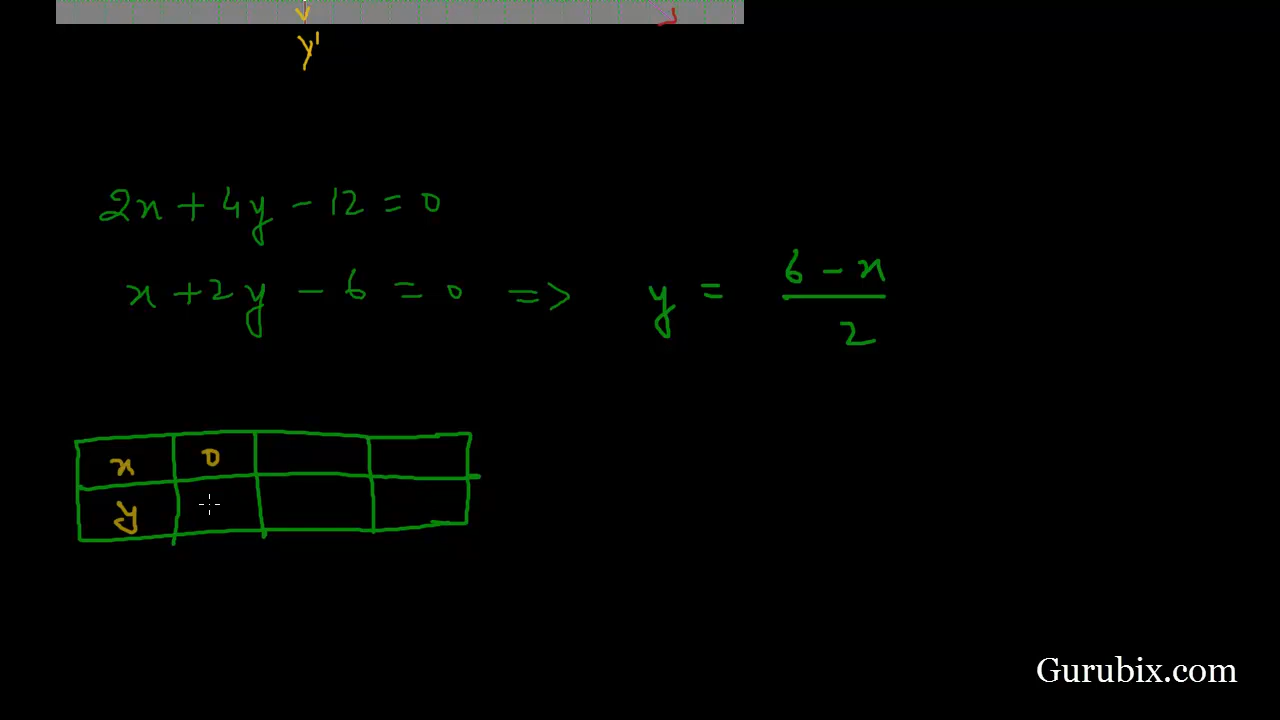 y'
2x + 4y - 12 = 0
x + 2y - 6 = 0 => y = (6 - x)/2
x 0
y
Gurubix.com